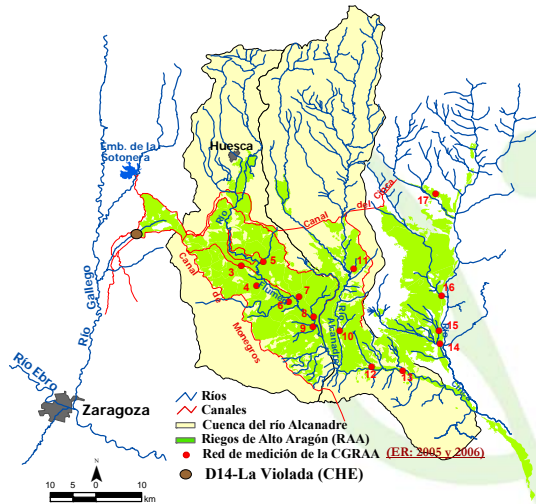 Emb. de la
Sotonera
Huesca
Río
Canal del Cinca
17
Río Gallego
Canal de Monegros
3
5
4
Flumen
6
7
8
9
11
Río Alcanadre
10
16
15
Río
14
12
13
Cinca
Río Ebro
Zaragoza
Ríos
Canales
Cuenca del río Alcanadre
Riegos de Alto Aragón (RAA)
Red de medición de la CGRAA (ER: 2005 y 2006)
D14-La Violada (CHE)
N
10 0 10 km